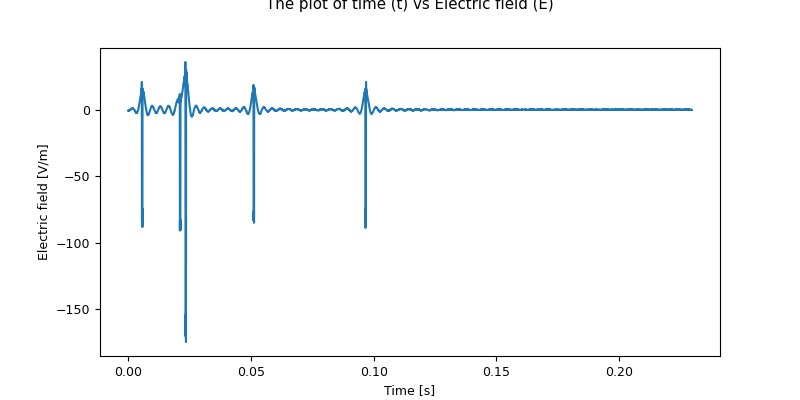 The plot of time (t) vs Electric field (E)
Electric field [V/m]
0
−50
−100
−150
0.00 0.05 0.10 0.15 0.20
Time [s]